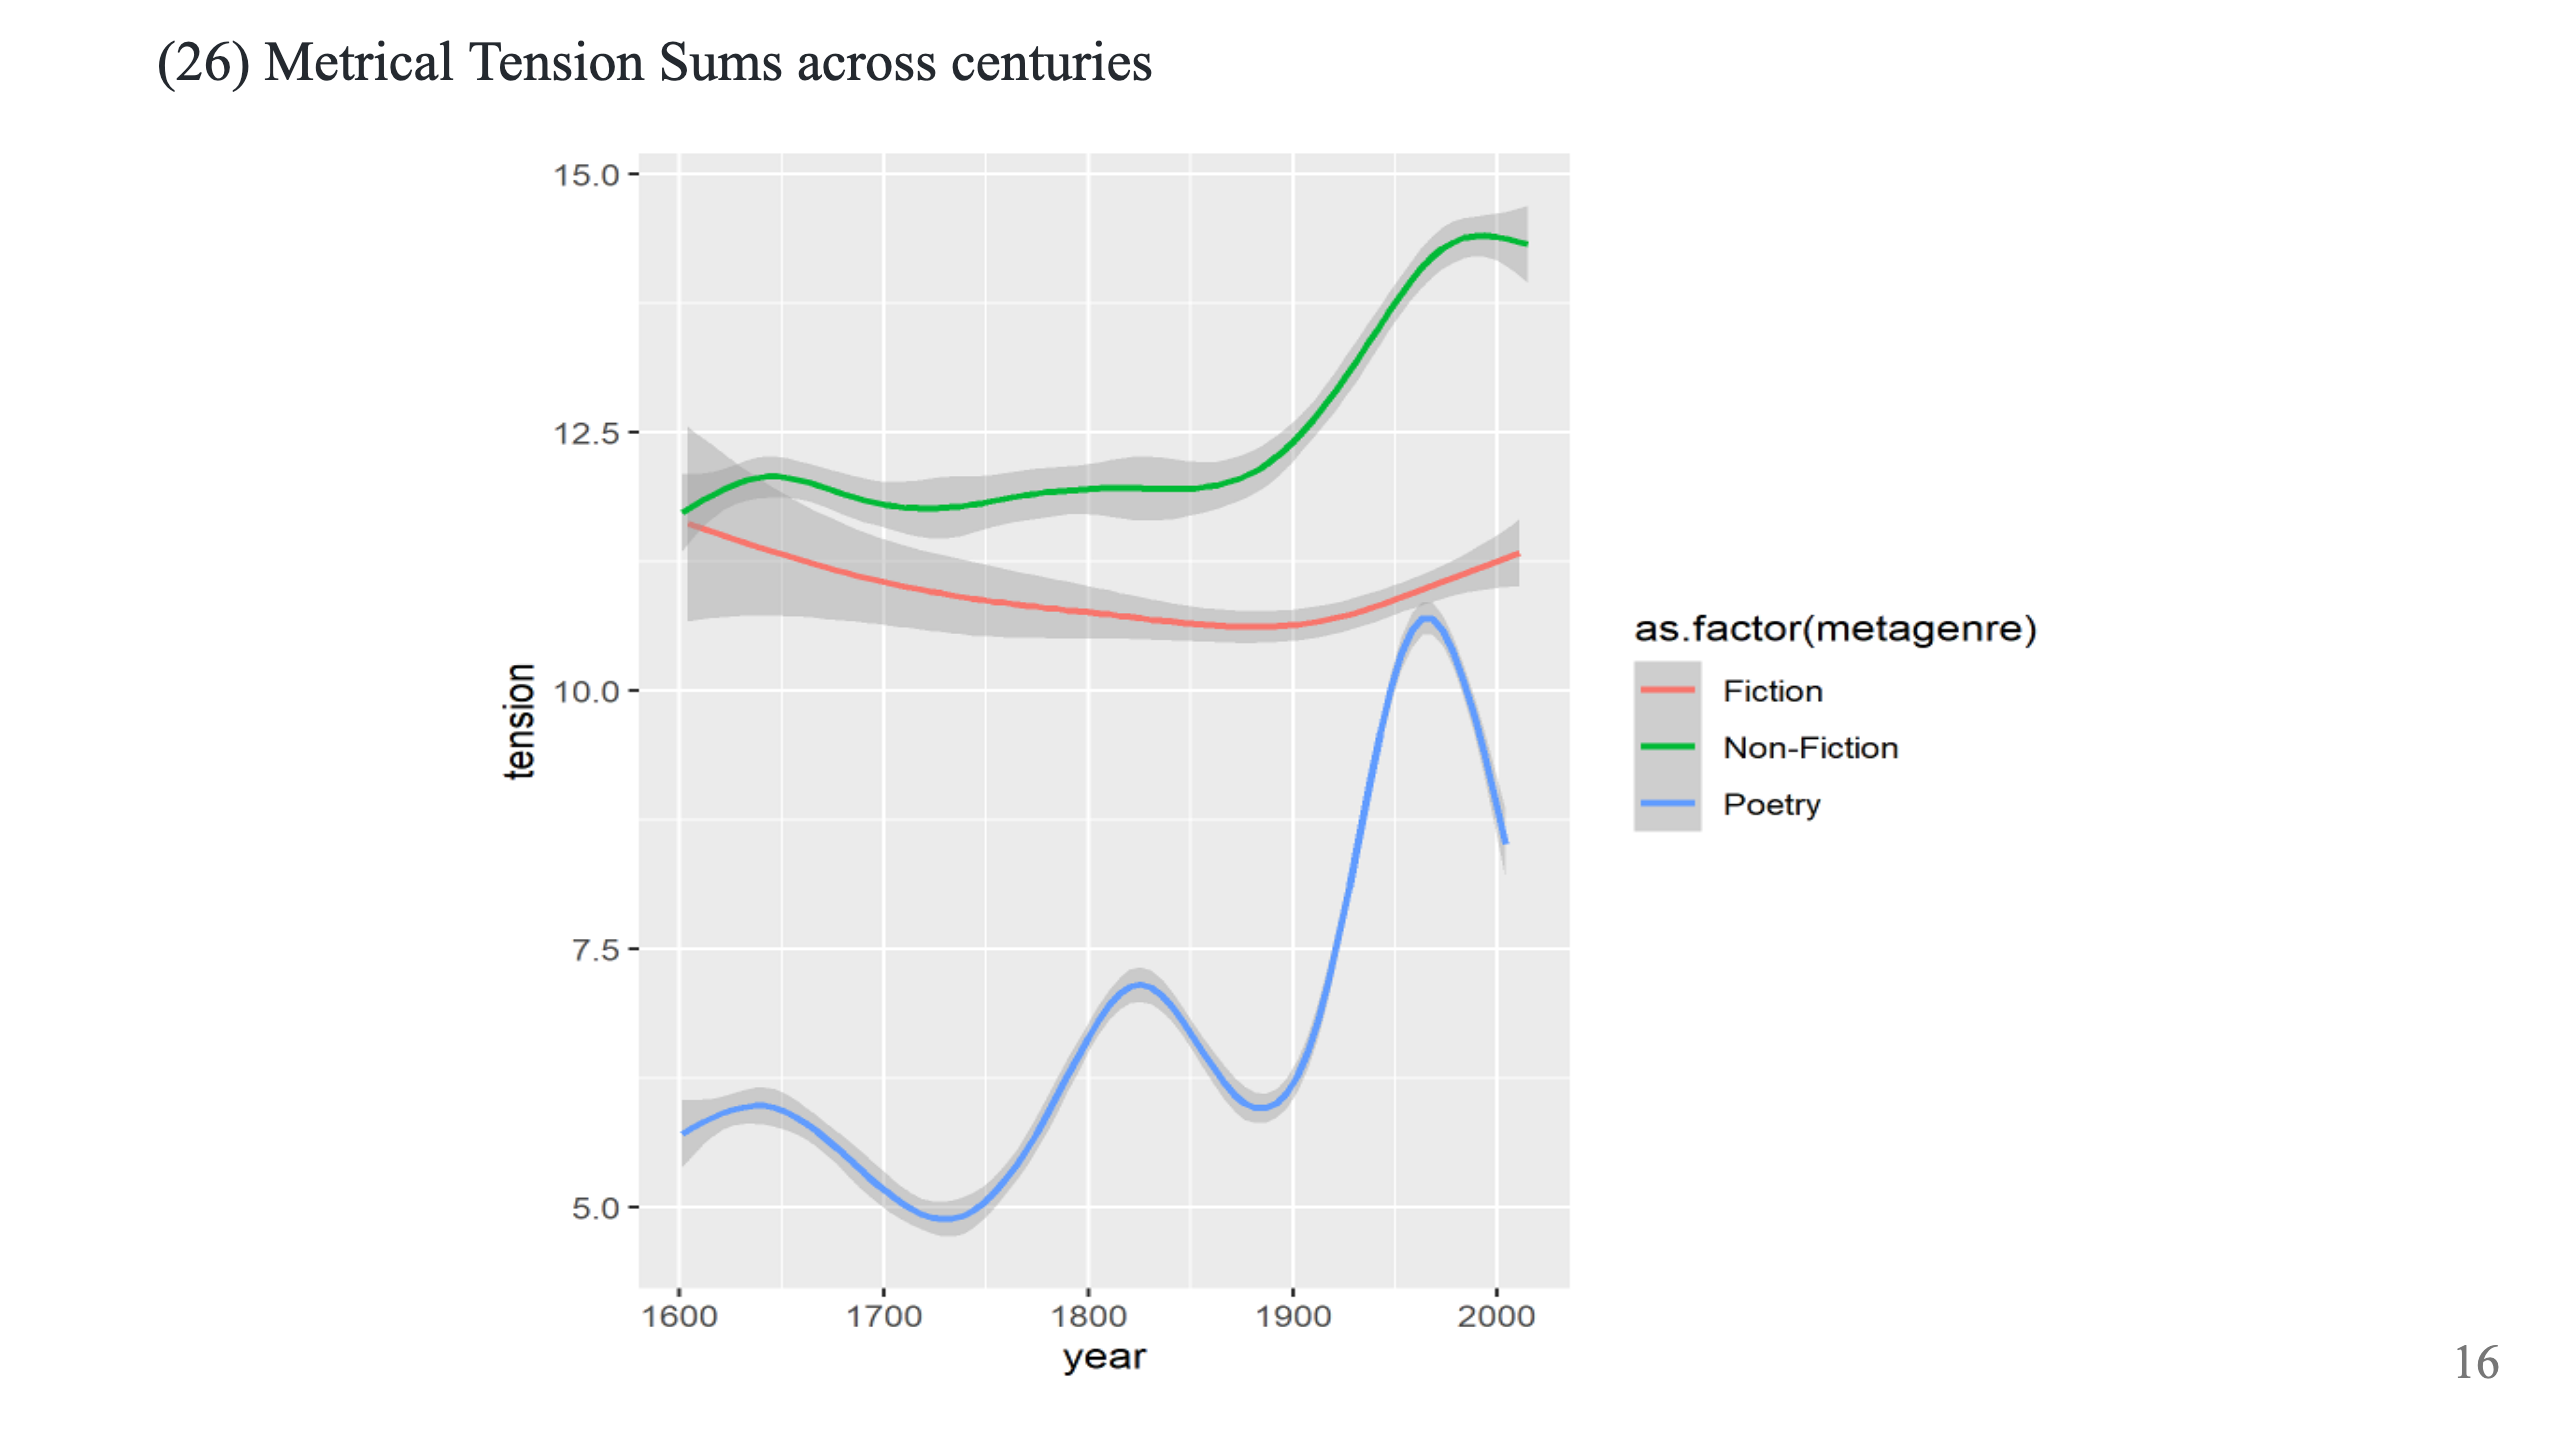 (26) Metrical Tension Sums across centuries
15.0
12.5
10.0
7.5
5.0
tension
1600 1700 1800 1900 2000
year
as.factor(metagenre)
Fiction
Non-Fiction
Poetry
16